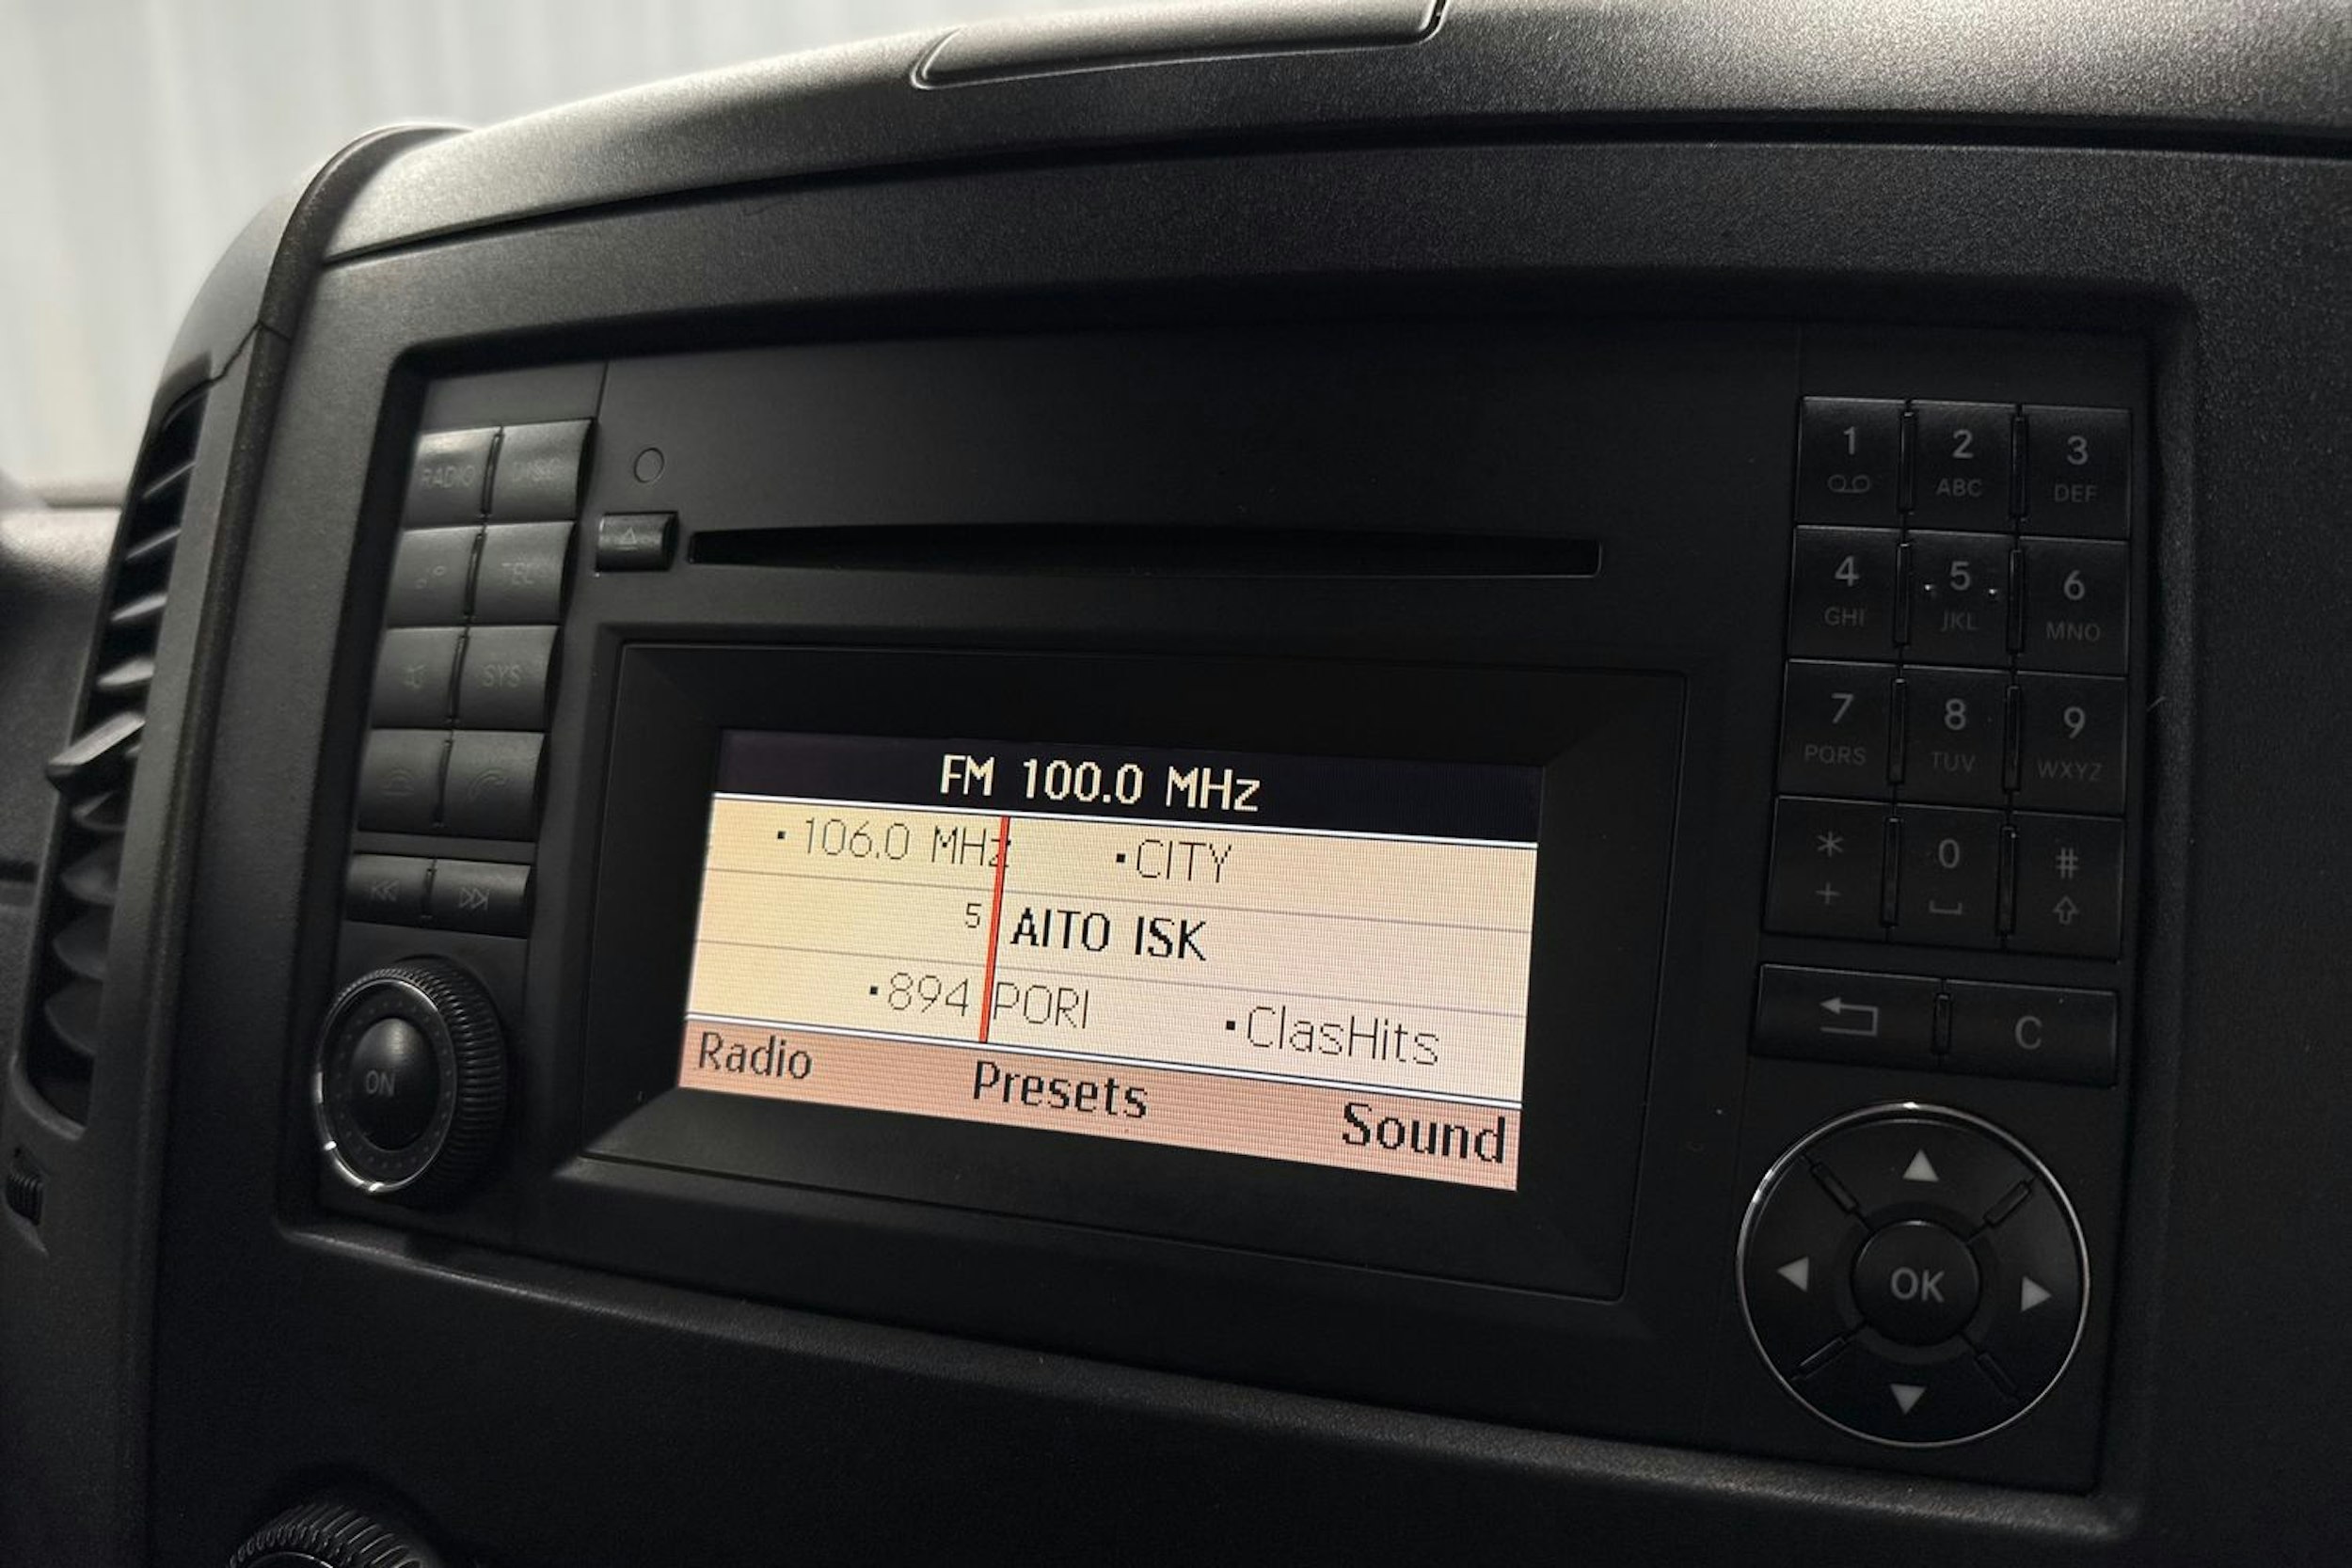 RADIO DISC
TEL
SYS
ON
FM 100.0 MHz
•106.0 MHz •CITY
5 AITO ISK
•894 PORI •ClasHits
Radio Presets Sound
1 2 3
ABC DEF
4 5 6
GHI JKL MNO
7 8 9
PQRS TUV WXYZ
* 0 #
+
C
OK